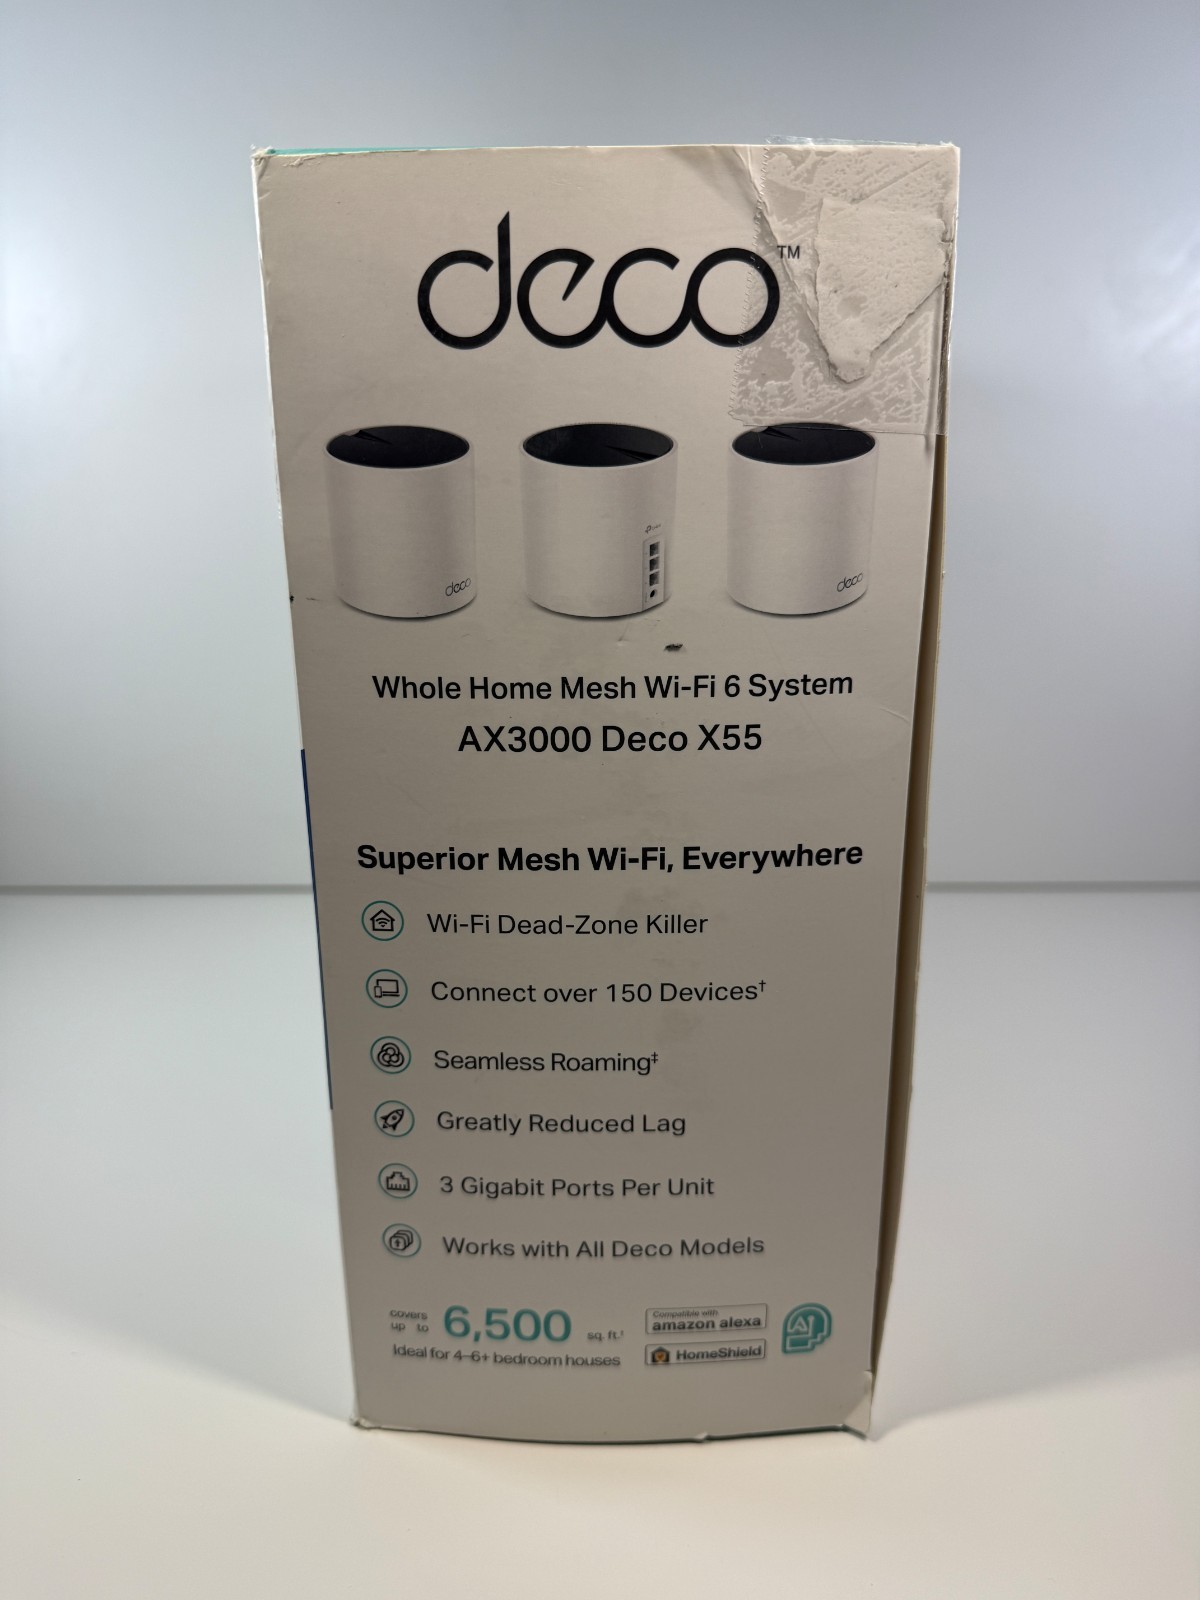 deco™
deco
tp-link
deco
Whole Home Mesh Wi-Fi 6 System
AX3000 Deco X55
Superior Mesh Wi-Fi, Everywhere
Wi-Fi Dead-Zone Killer
Connect over 150 Devices†
Seamless Roaming‡
Greatly Reduced Lag
3 Gigabit Ports Per Unit
Works with All Deco Models
covers
up to 6,500 sq. ft.
Ideal for 4–6+ bedroom houses
Compatible with
amazon alexa
HomeShield
AI